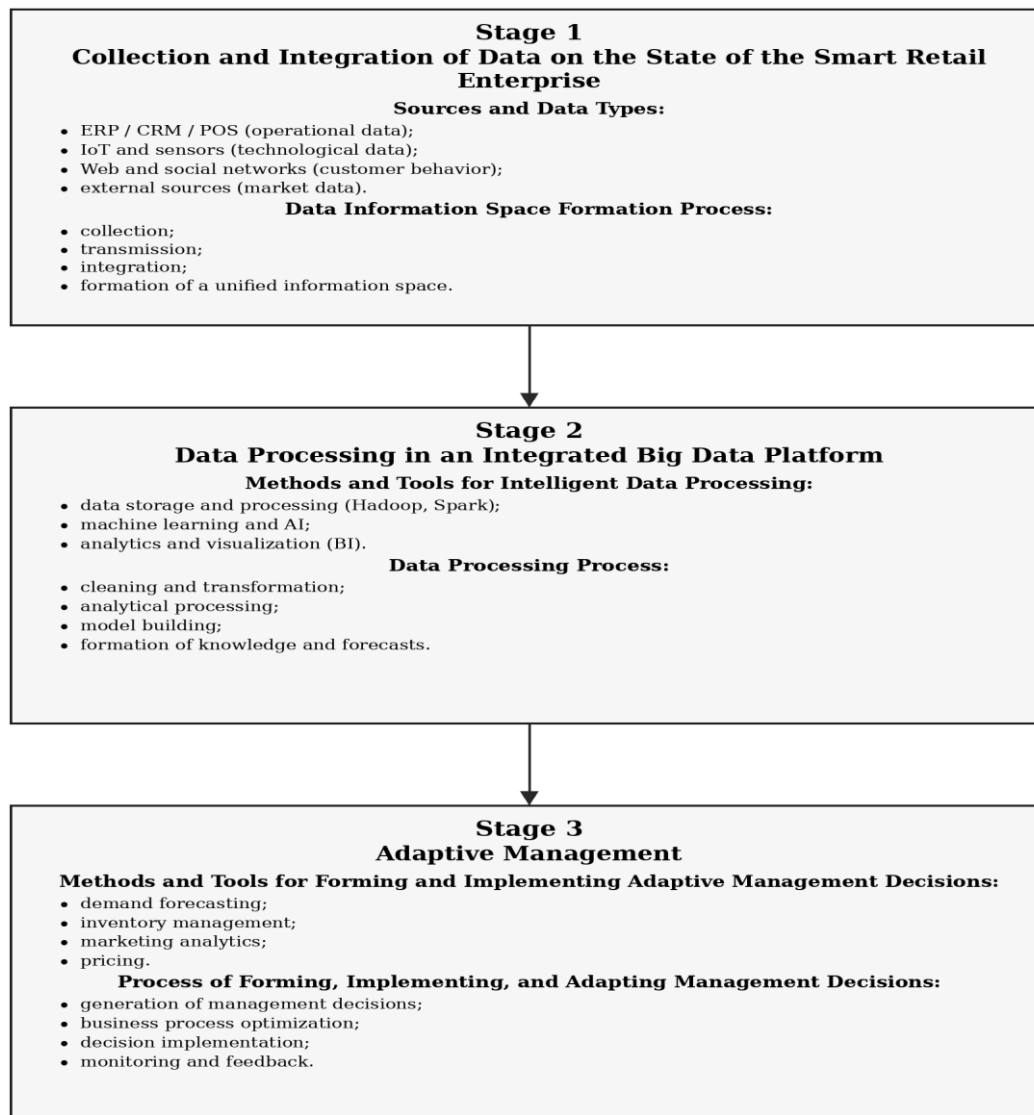 Stage 1
Collection and Integration of Data on the State of the Smart Retail
Enterprise
Sources and Data Types:
• ERP / CRM / POS (operational data);
• IoT and sensors (technological data);
• Web and social networks (customer behavior);
• external sources (market data).
Data Information Space Formation Process:
• collection;
• transmission;
• integration;
• formation of a unified information space.
Stage 2
Data Processing in an Integrated Big Data Platform
Methods and Tools for Intelligent Data Processing:
• data storage and processing (Hadoop, Spark);
• machine learning and AI;
• analytics and visualization (BI).
Data Processing Process:
• cleaning and transformation;
• analytical processing;
• model building;
• formation of knowledge and forecasts.
Stage 3
Adaptive Management
Methods and Tools for Forming and Implementing Adaptive Management Decisions:
• demand forecasting;
• inventory management;
• marketing analytics;
• pricing.
Process of Forming, Implementing, and Adapting Management Decisions:
• generation of management decisions;
• business process optimization;
• decision implementation;
• monitoring and feedback.